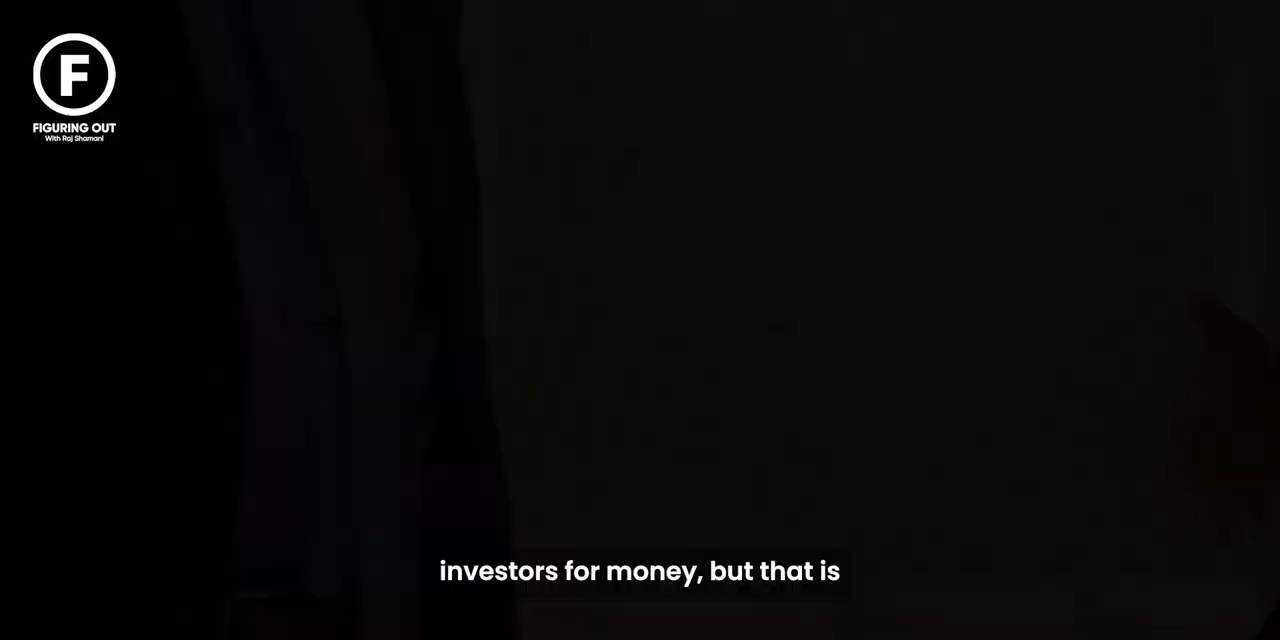 F
FIGURING OUT
With Raj Shamani
investors for money, but that is